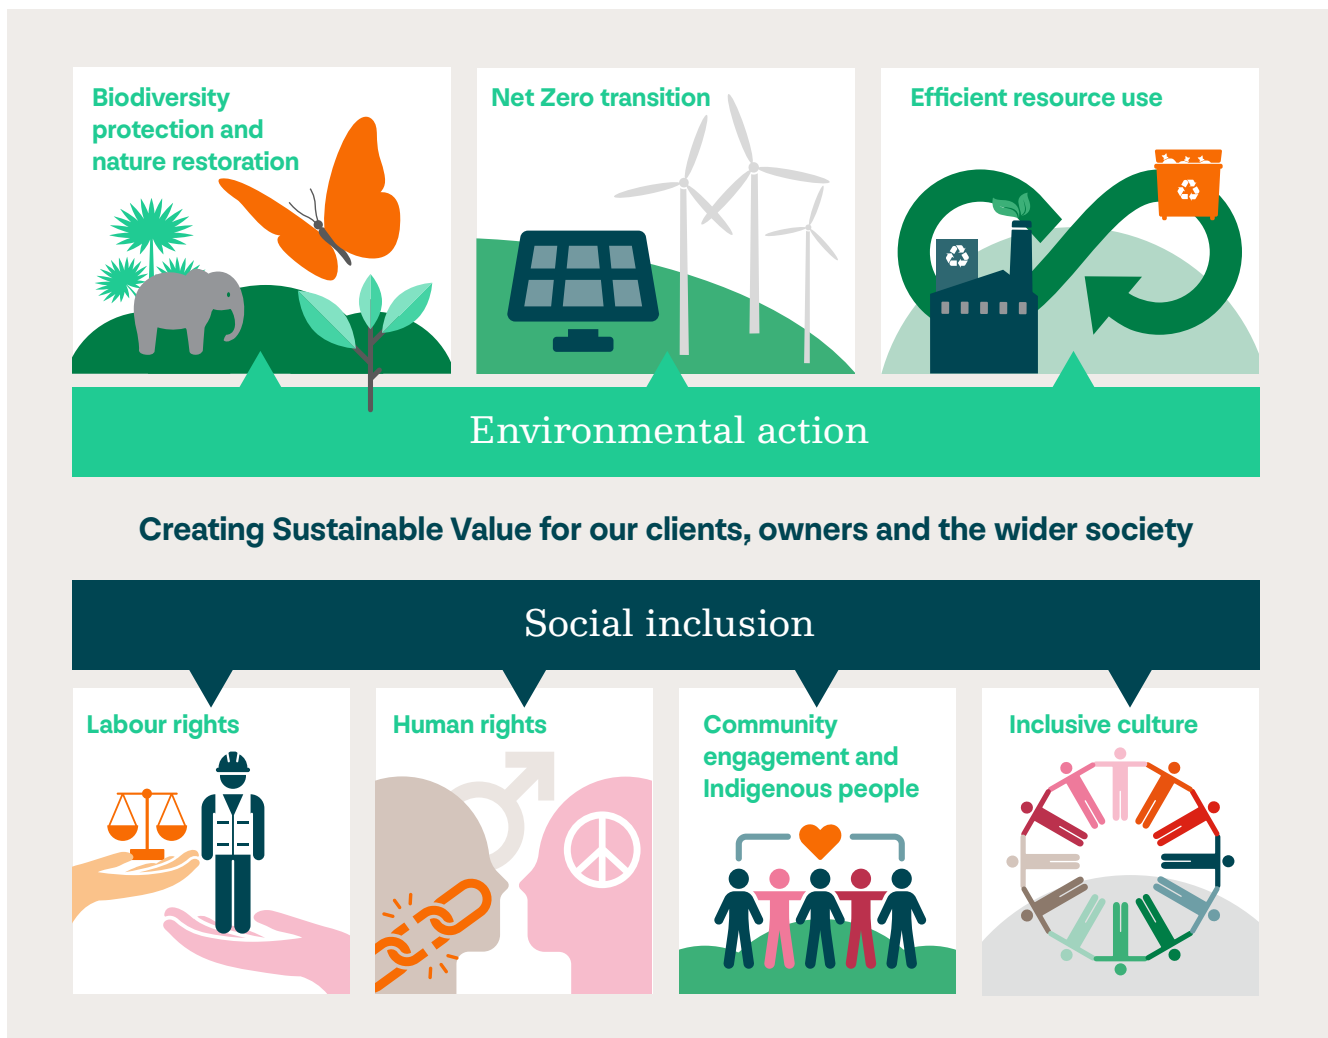 Biodiversity
protection and
nature restoration
Net Zero transition
Efficient resource use
Environmental action
Creating Sustainable Value for our clients, owners and the wider society
Social inclusion
Labour rights
Human rights
Community
engagement and
Indigenous people
Inclusive culture